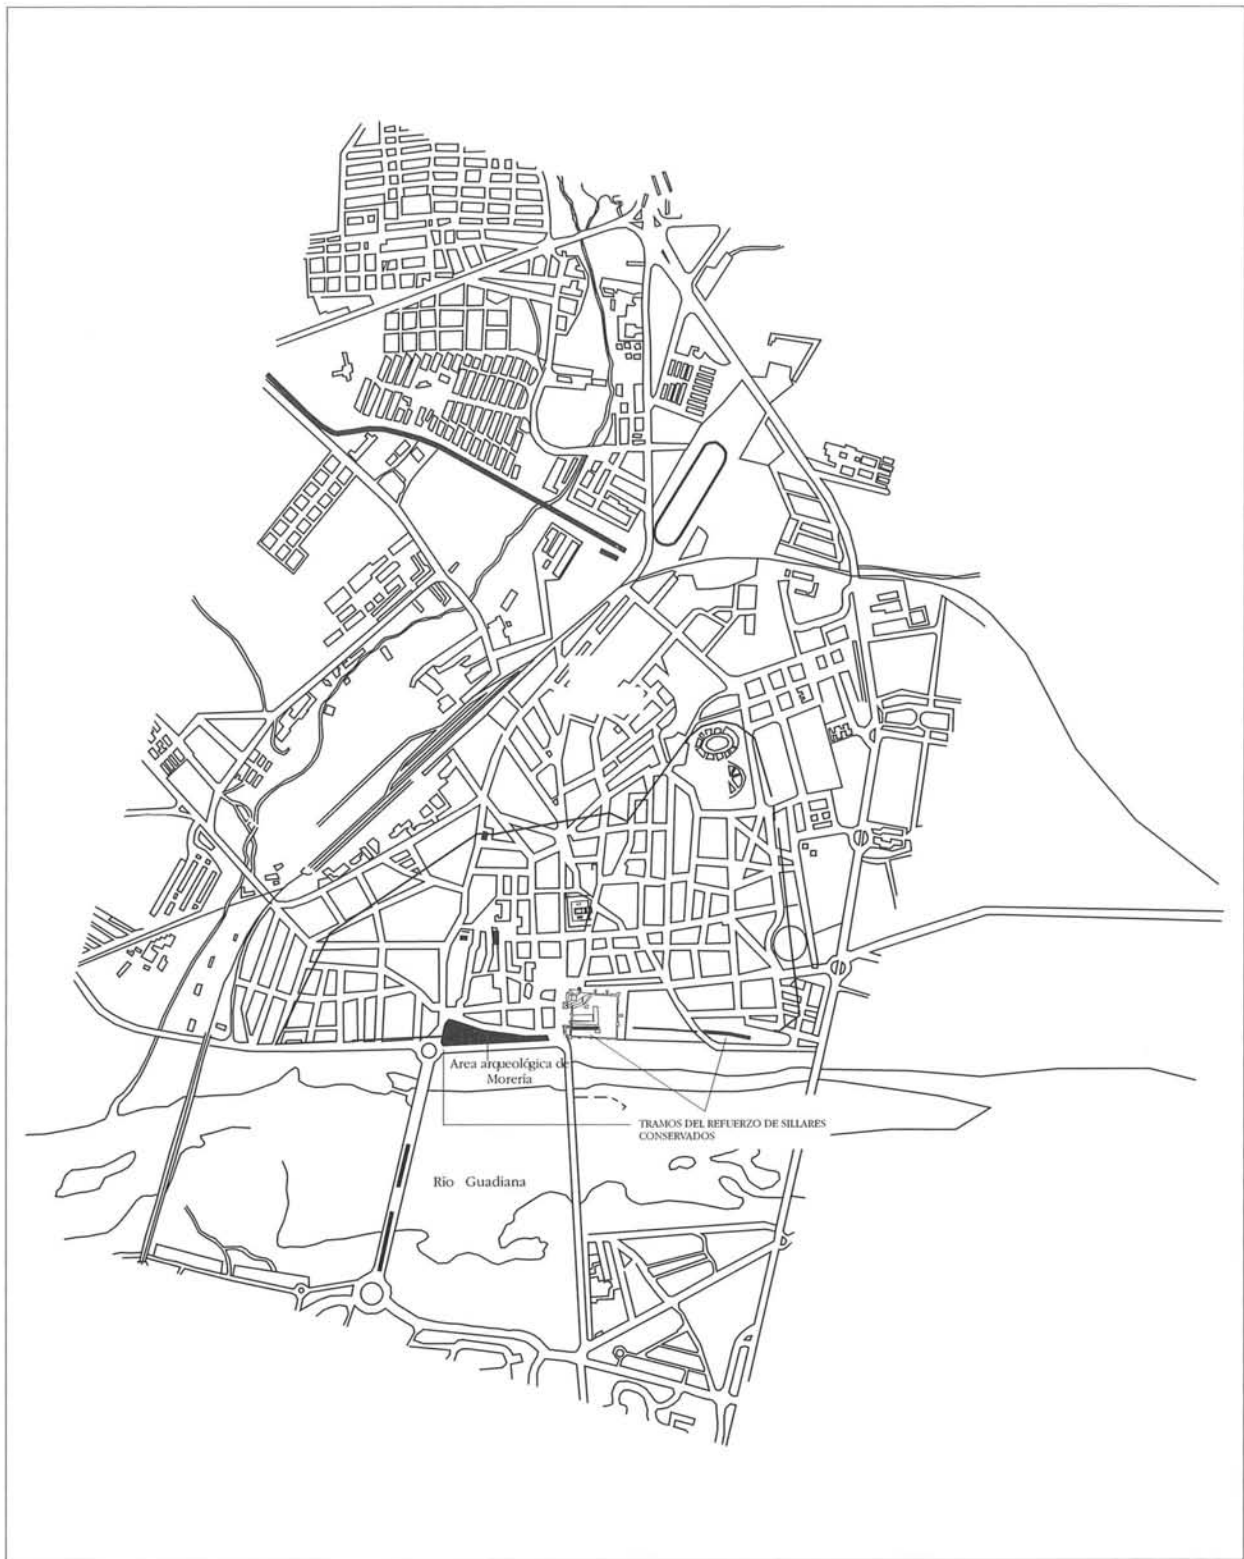 Area arqueológica de
Morería
TRAMOS DEL REFUERZO DE SILLARES
CONSERVADOS
Río Guadiana